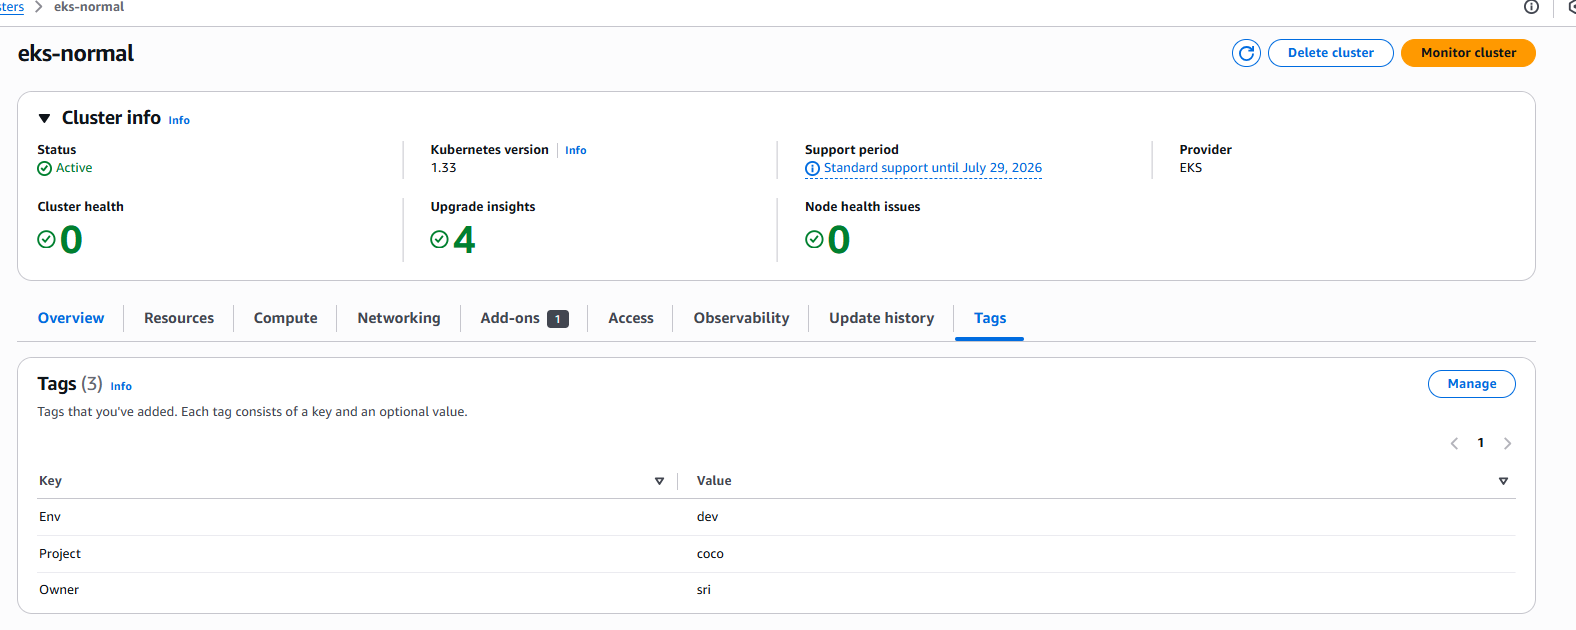 sters > eks-normal
eks-normal
Delete cluster
Monitor cluster
Cluster info Info
Status
Active
Kubernetes version Info
1.33
Support period
Standard support until July 29, 2026
Provider
EKS
Cluster health
0
Upgrade insights
4
Node health issues
0
Overview Resources Compute Networking Add-ons 1 Access Observability Update history Tags
Tags (3) Info
Manage
Tags that you've added. Each tag consists of a key and an optional value.
< 1 >
Key Value
Env dev
Project coco
Owner sri